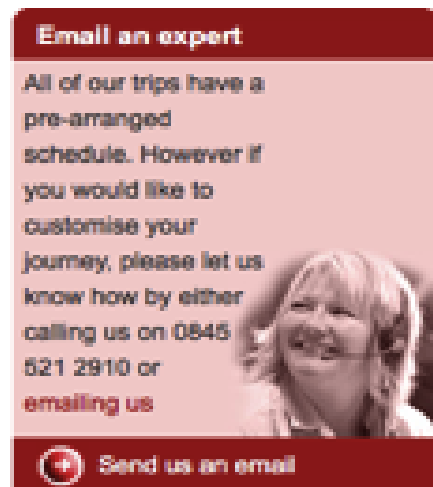 Email an expert
All of our trips have a
pre-arranged
schedule. However if
you would like to
customise your
journey, please let us
know how by either
calling us on 0845
521 2910 or
emailing us
Send us an email